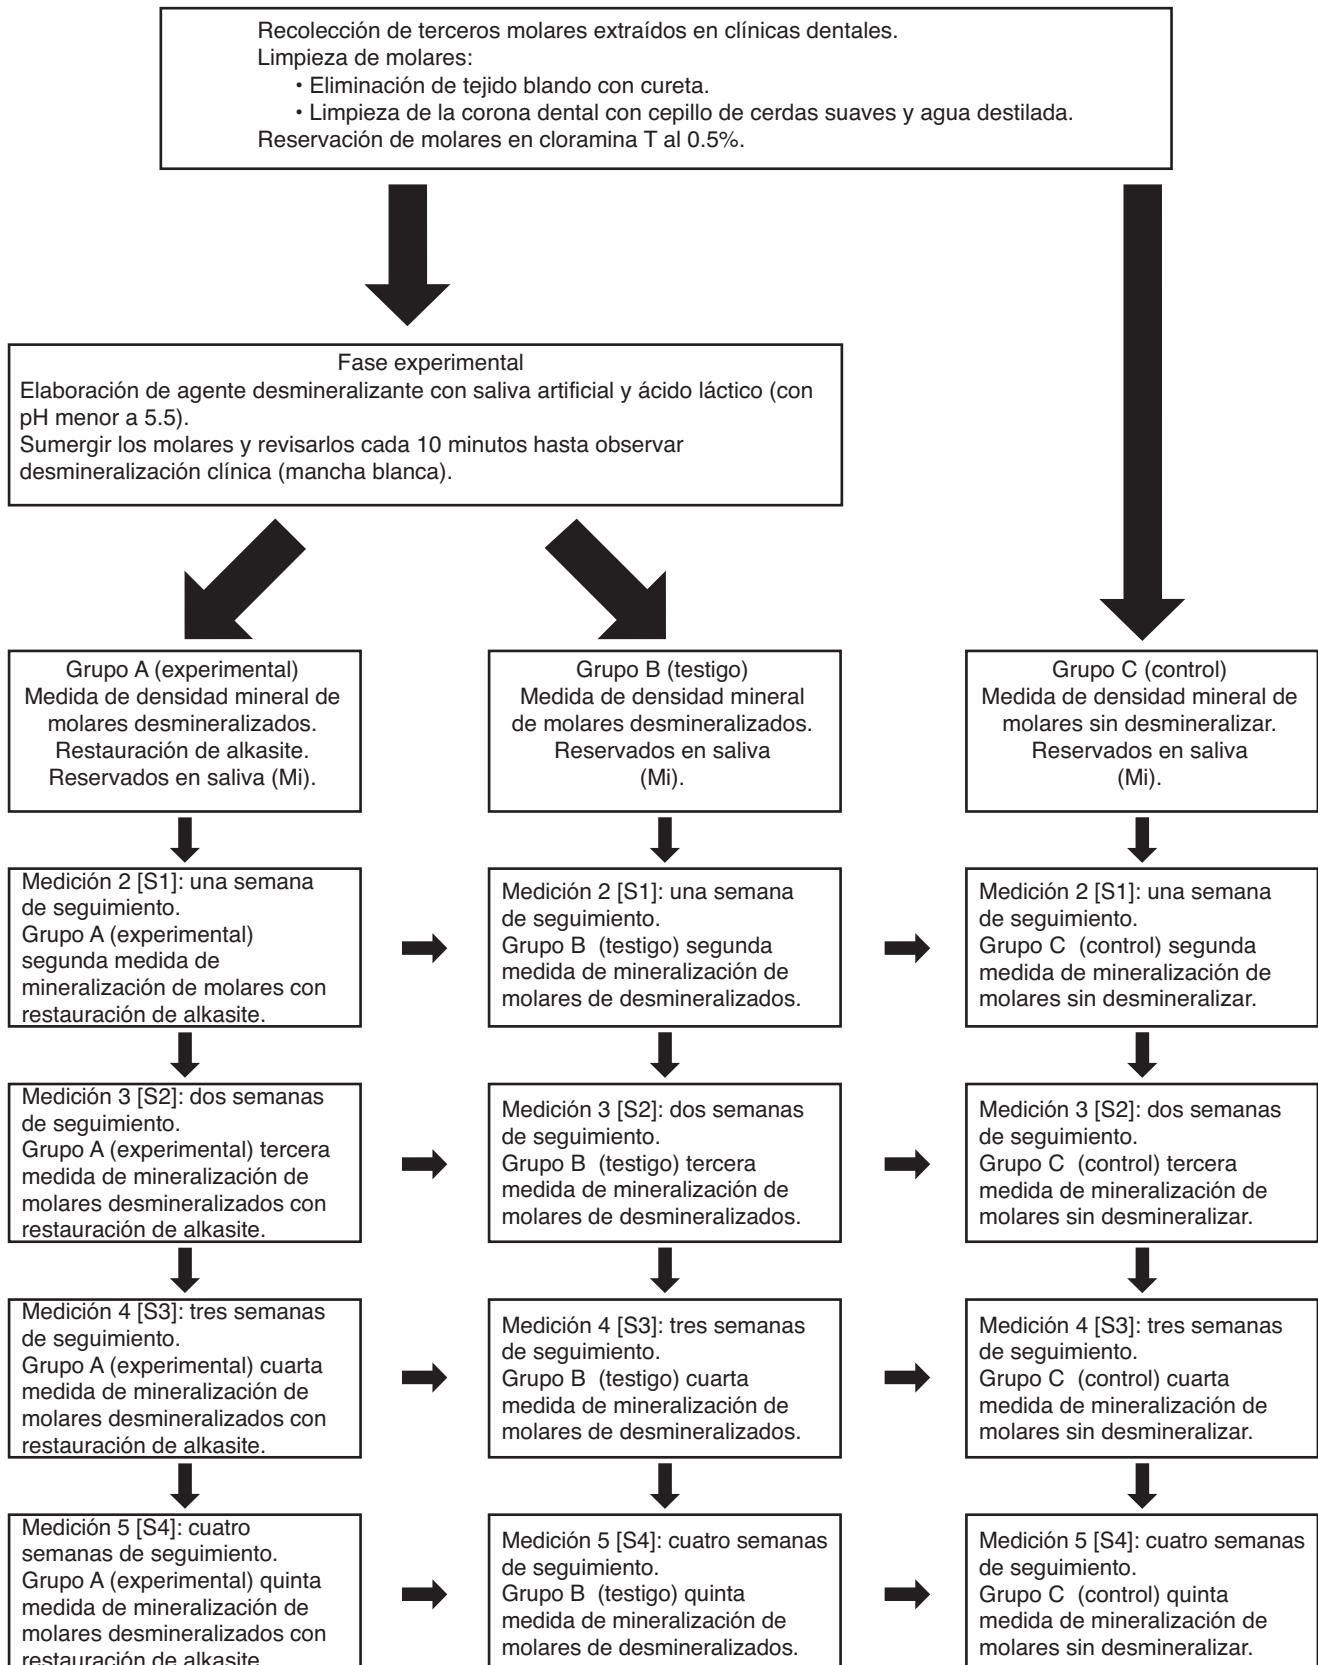 Recolección de terceros molares extraídos en clínicas dentales.
Limpieza de molares:
• Eliminación de tejido blando con cureta.
• Limpieza de la corona dental con cepillo de cerdas suaves y agua destilada.
Reservación de molares en cloramina T al 0.5%.
Fase experimental
Elaboración de agente desmineralizante con saliva artificial y ácido láctico (con
pH menor a 5.5).
Sumergir los molares y revisarlos cada 10 minutos hasta observar
desmineralización clínica (mancha blanca).
Grupo A (experimental)
Medida de densidad mineral de
molares desmineralizados.
Restauración de alkasite.
Reservados en saliva (Mi).
Grupo B (testigo)
Medida de densidad mineral
de molares desmineralizados.
Reservados en saliva
(Mi).
Grupo C (control)
Medida de densidad mineral de
molares sin desmineralizar.
Reservados en saliva
(Mi).
Medición 2 [S1]: una semana
de seguimiento.
Grupo A (experimental)
segunda medida de
mineralización de molares con
restauración de alkasite.
Medición 2 [S1]: una semana
de seguimiento.
Grupo B (testigo) segunda
medida de mineralización de
molares de desmineralizados.
Medición 2 [S1]: una semana
de seguimiento.
Grupo C (control) segunda
medida de mineralización de
molares sin desmineralizar.
Medición 3 [S2]: dos semanas
de seguimiento.
Grupo A (experimental) tercera
medida de mineralización de
molares desmineralizados con
restauración de alkasite.
Medición 3 [S2]: dos semanas
de seguimiento.
Grupo B (testigo) tercera
medida de mineralización de
molares de desmineralizados.
Medición 3 [S2]: dos semanas
de seguimiento.
Grupo C (control) tercera
medida de mineralización de
molares sin desmineralizar.
Medición 4 [S3]: tres semanas
de seguimiento.
Grupo A (experimental) cuarta
medida de mineralización de
molares desmineralizados con
restauración de alkasite.
Medición 4 [S3]: tres semanas
de seguimiento.
Grupo B (testigo) cuarta
medida de mineralización de
molares de desmineralizados.
Medición 4 [S3]: tres semanas
de seguimiento.
Grupo C (control) cuarta
medida de mineralización de
molares sin desmineralizar.
Medición 5 [S4]: cuatro
semanas de seguimiento.
Grupo A (experimental) quinta
medida de mineralización de
molares desmineralizados con
restauración de alkasite
Medición 5 [S4]: cuatro semanas
de seguimiento.
Grupo B (testigo) quinta
medida de mineralización de
molares de desmineralizados.
Medición 5 [S4]: cuatro semanas
de seguimiento.
Grupo C (control) quinta
medida de mineralización de
molares sin desmineralizar.